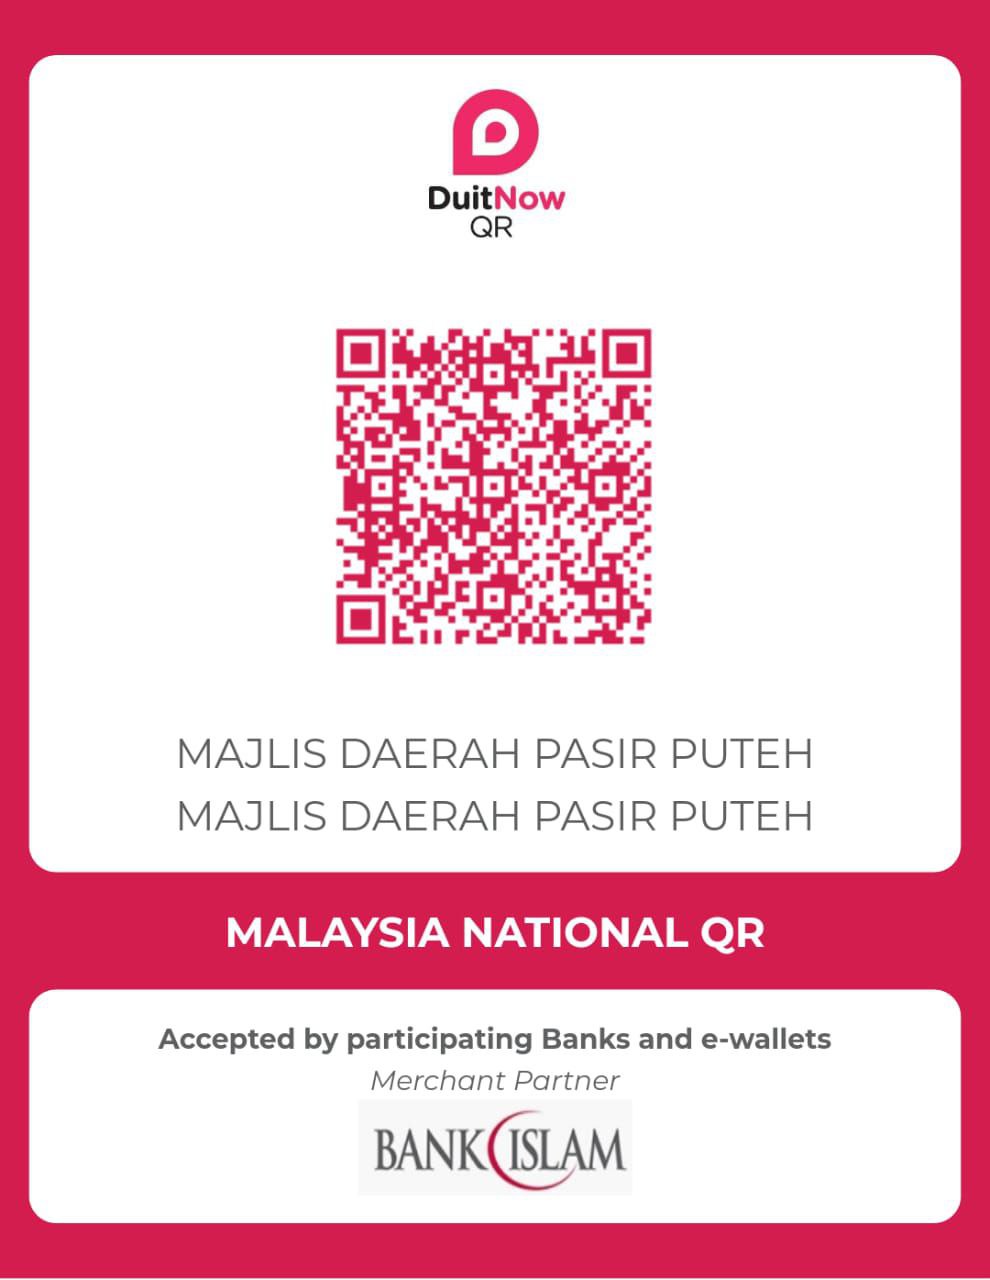 DuitNow
QR
MAJLIS DAERAH PASIR PUTEH
MAJLIS DAERAH PASIR PUTEH
MALAYSIA NATIONAL QR
Accepted by participating Banks and e-wallets
Merchant Partner
BANK ISLAM